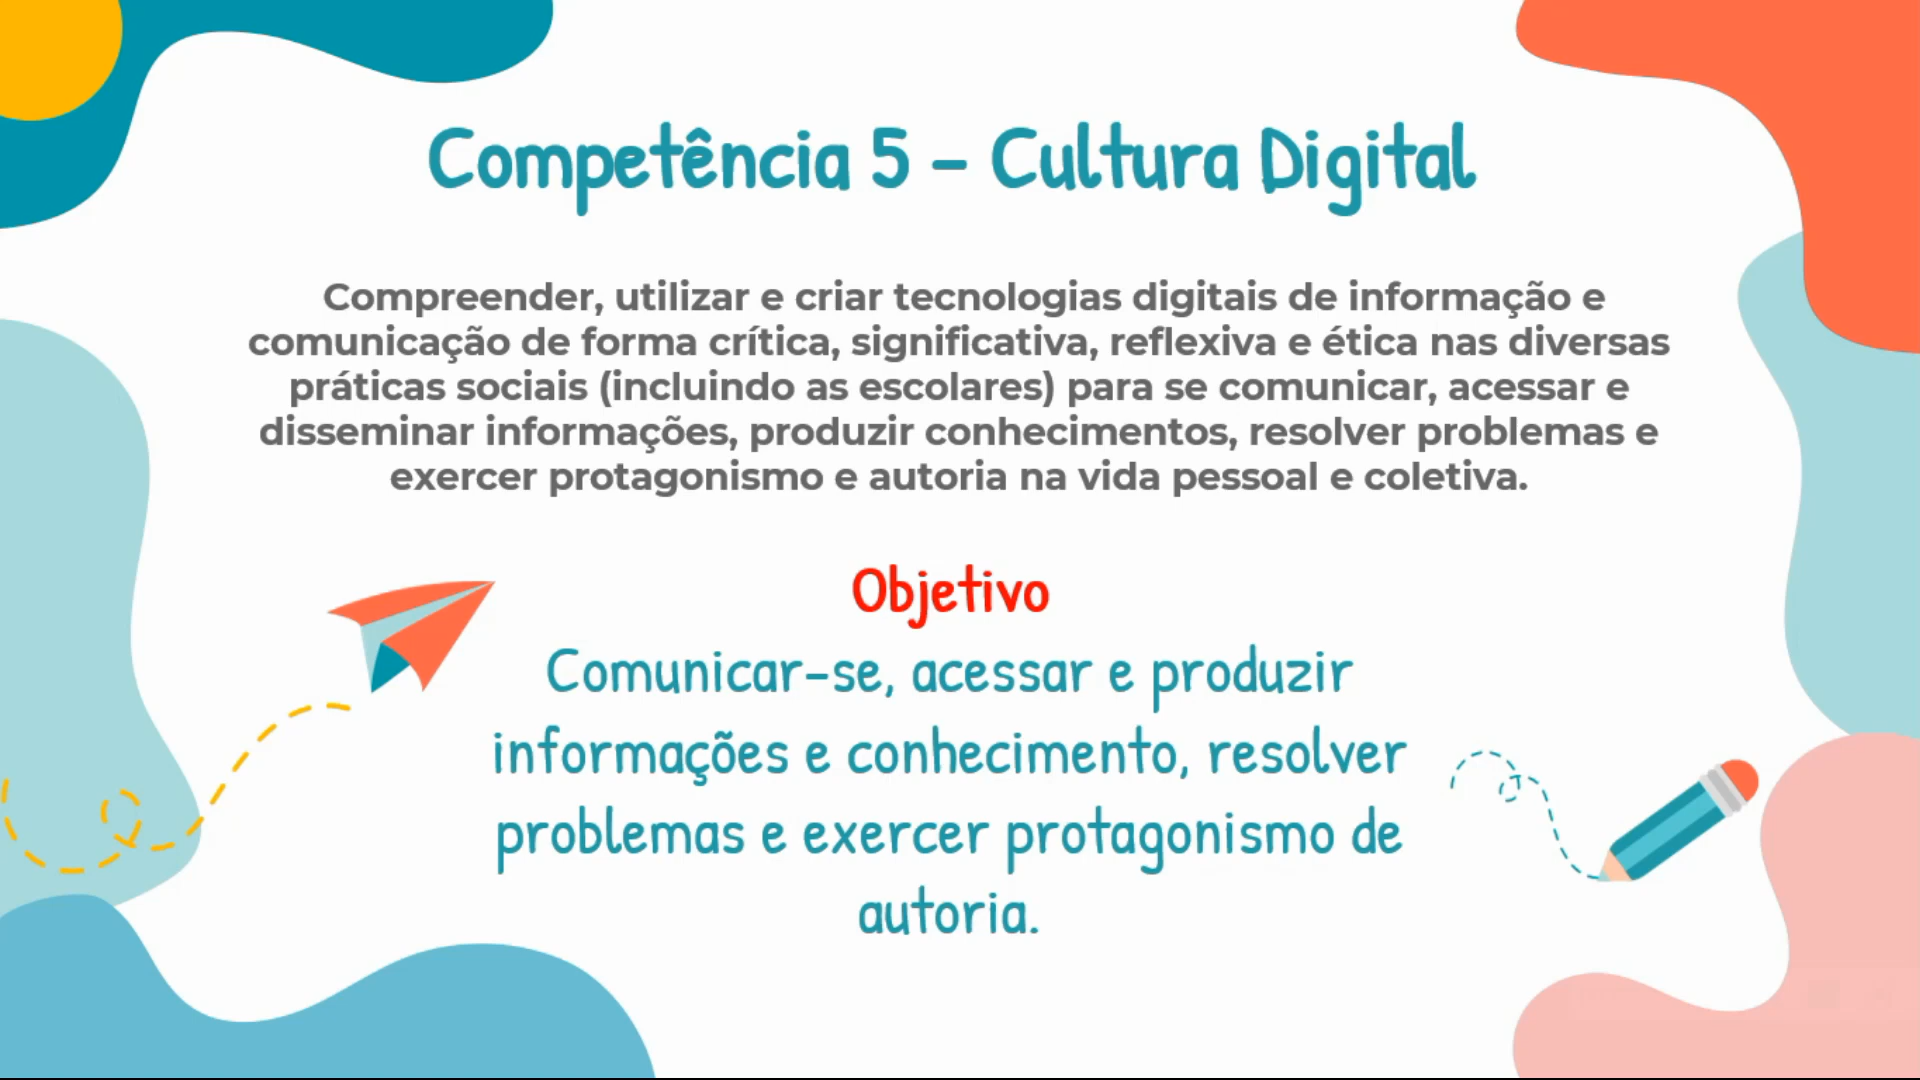 Competência 5 - Cultura Digital
Compreender, utilizar e criar tecnologias digitais de informação e
comunicação de forma crítica, significativa, reflexiva e ética nas diversas
práticas sociais (incluindo as escolares) para se comunicar, acessar e
disseminar informações, produzir conhecimentos, resolver problemas e
exercer protagonismo e autoria na vida pessoal e coletiva.
Objetivo
Comunicar-se, acessar e produzir
informações e conhecimento, resolver
problemas e exercer protagonismo de
autoria.